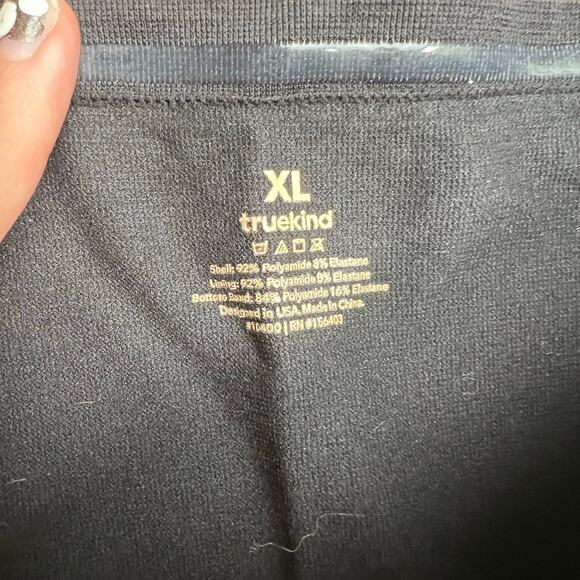 XL
truekind
Shell: 92% Polyamide 8% Elastane
Lining: 92% Polyamide 8% Elastane
Bottom Band: 84% Polyamide 16% Elastane
Designed in USA. Made in China.
#10400 | RN #156403